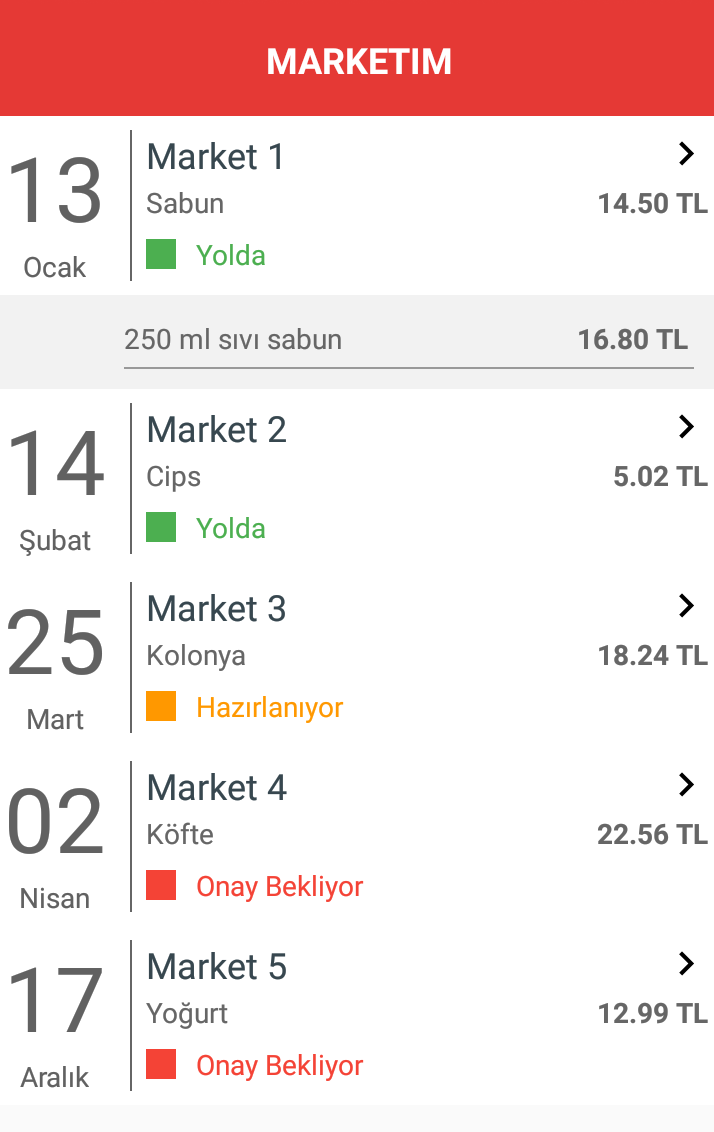 MARKETIM
13
Ocak
Market 1
Sabun
14.50 TL
Yolda
250 ml sıvı sabun
16.80 TL
14
Şubat
Market 2
Cips
5.02 TL
Yolda
25
Mart
Market 3
Kolonya
18.24 TL
Hazırlanıyor
02
Nisan
Market 4
Köfte
22.56 TL
Onay Bekliyor
17
Aralık
Market 5
Yoğurt
12.99 TL
Onay Bekliyor